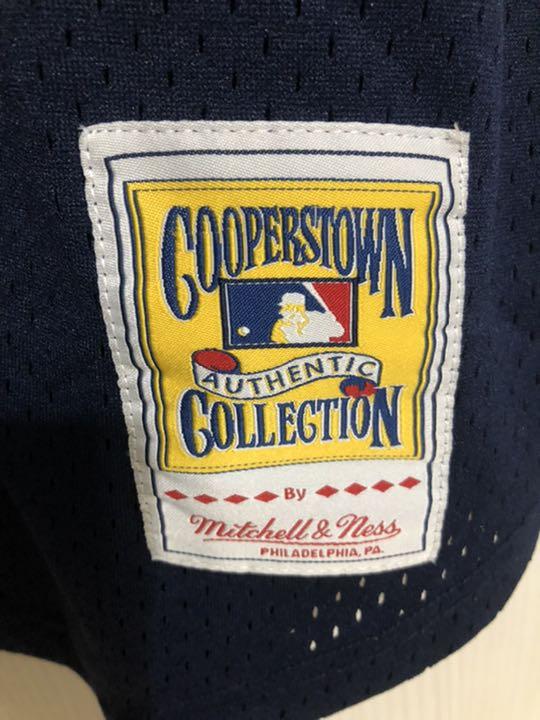 COOPERSTOWN
AUTHENTIC
COLLECTION
By
Mitchell & Ness
PHILADELPHIA, PA.